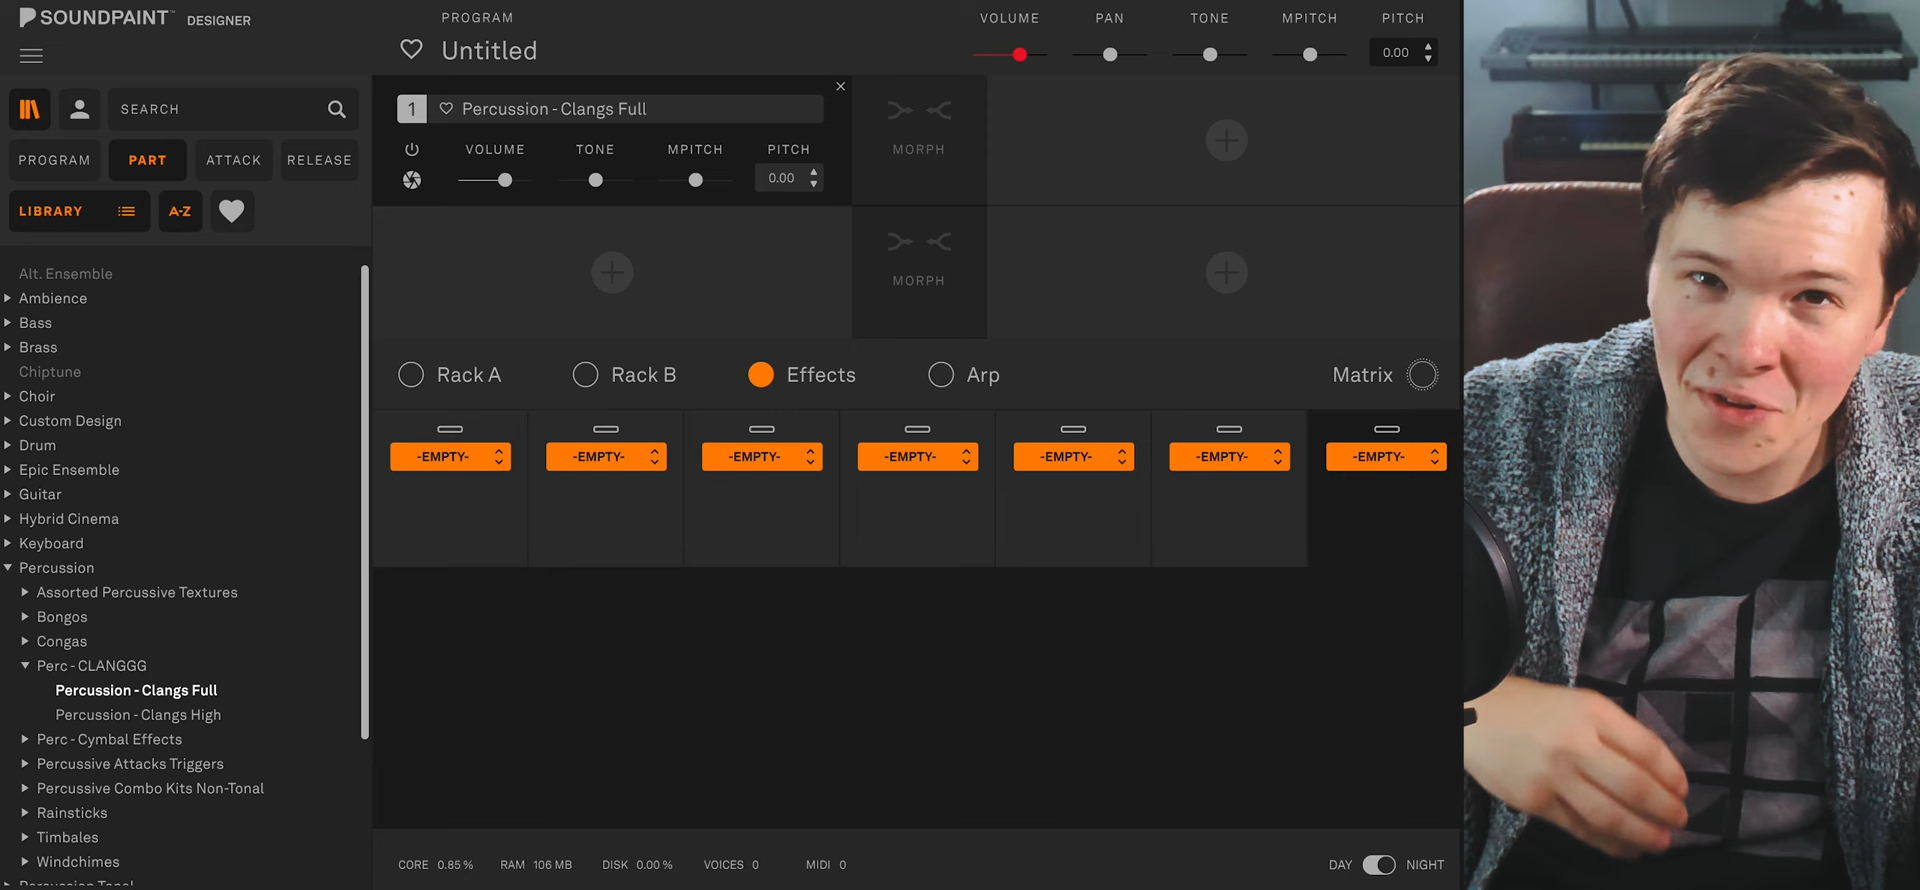 SOUNDPAINT™ DESIGNER
PROGRAM
Untitled
VOLUME
PAN
TONE
MPITCH
PITCH
0.00
SEARCH
PROGRAM
PART
ATTACK
RELEASE
LIBRARY
A-Z
Alt. Ensemble
Ambience
Bass
Brass
Chiptune
Choir
Custom Design
Drum
Epic Ensemble
Guitar
Hybrid Cinema
Keyboard
Percussion
Assorted Percussive Textures
Bongos
Congas
Perc - CLANGGG
Percussion - Clangs Full
Percussion - Clangs High
Perc - Cymbal Effects
Percussive Attacks Triggers
Percussive Combo Kits Non-Tonal
Rainsticks
Timbales
Windchimes
1
Percussion - Clangs Full
VOLUME
TONE
MPITCH
PITCH
0.00
MORPH
MORPH
Rack A
Rack B
Effects
Arp
Matrix
-EMPTY-
-EMPTY-
-EMPTY-
-EMPTY-
-EMPTY-
-EMPTY-
-EMPTY-
CORE 0.85 %
RAM 106 MB
DISK 0.00 %
VOICES 0
MIDI 0
DAY
NIGHT